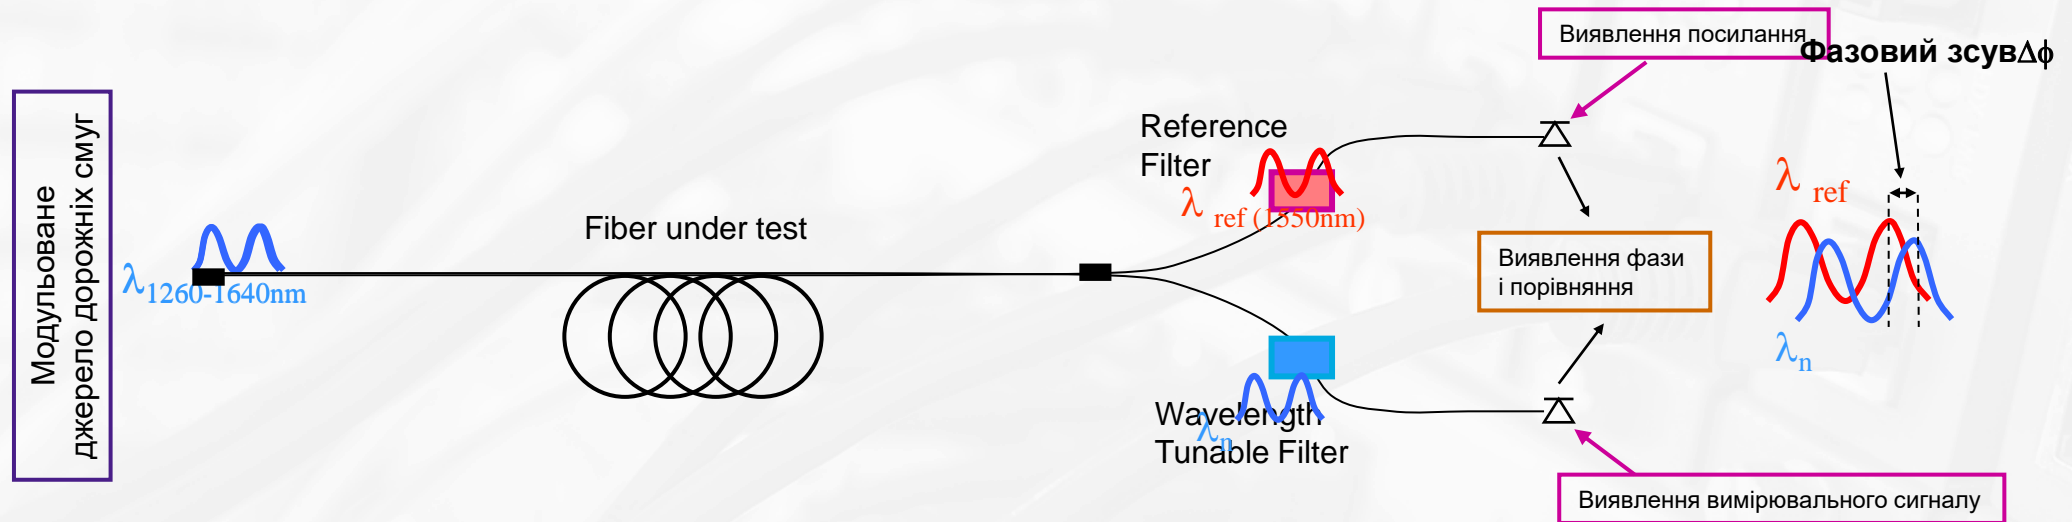 Модульоване
джерело дорожніх смуг
λ1260-1640nm
Fiber under test
Reference
Filter
λ ref (1550nm)
Wavelength
Tunable Filter
λn
Виявлення посилання
Фазовий зсувΔϕ
Виявлення фази
і порівняння
λ ref
λn
Виявлення вимірювального сигналу